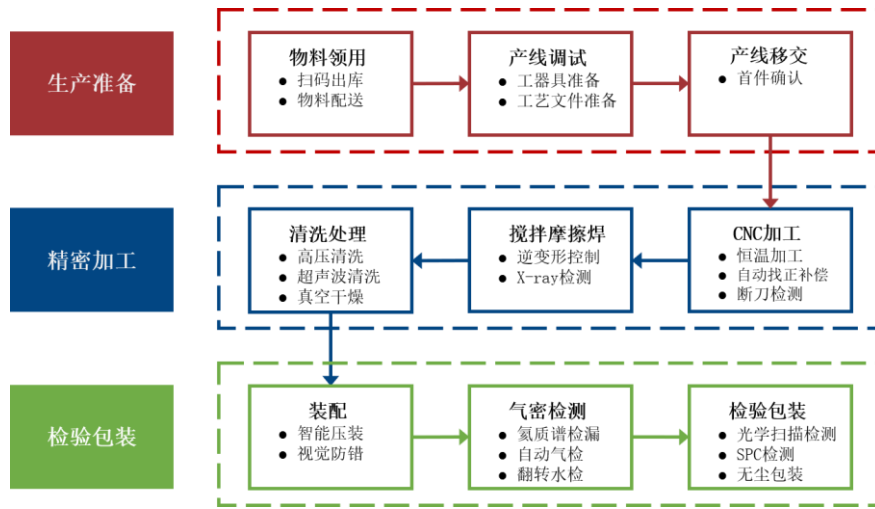 生产准备
物料领用
● 扫码出库
● 物料配送
产线调试
● 工器具准备
● 工艺文件准备
产线移交
● 首件确认
精密加工
清洗处理
● 高压清洗
● 超声波清洗
● 真空干燥
搅拌摩擦焊
● 逆变形控制
● X-ray检测
CNC加工
● 恒温加工
● 自动找正补偿
● 断刀检测
检验包装
装配
● 智能压装
● 视觉防错
气密检测
● 氦质谱检漏
● 自动气检
● 翻转水检
检验包装
● 光学扫描检测
● SPC检测
● 无尘包装